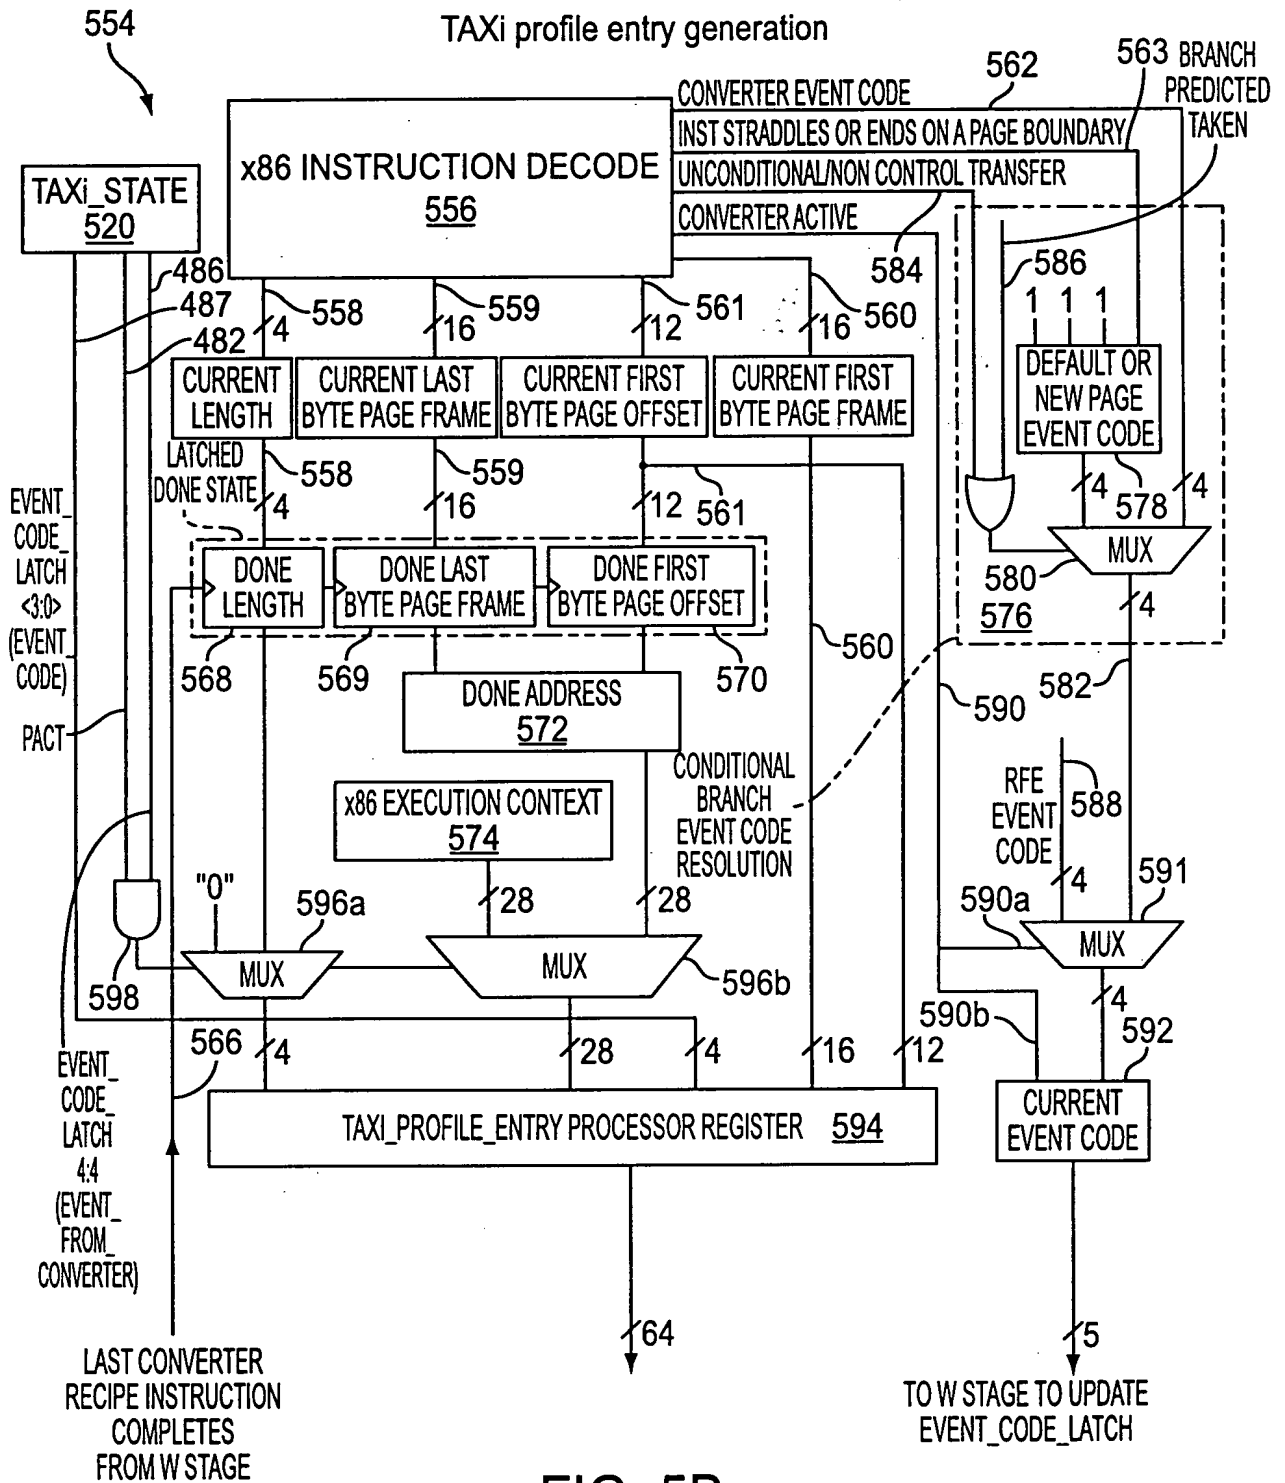 554
TAXi profile entry generation
562
563
BRANCH
PREDICTED
TAKEN
CONVERTER EVENT CODE
INST STRADDLES OR ENDS ON A PAGE BOUNDARY
UNCONDITIONAL/NON CONTROL TRANSFER
CONVERTER ACTIVE
x86 INSTRUCTION DECODE
556
TAXi_STATE
520
486
487
482
558
559
561
560
584
586
4
16
12
16
1 1 1
CURRENT
LENGTH
CURRENT LAST
BYTE PAGE FRAME
CURRENT FIRST
BYTE PAGE OFFSET
CURRENT FIRST
BYTE PAGE FRAME
DEFAULT OR
NEW PAGE
EVENT CODE
LATCHED
DONE STATE
558
559
561
4
16
12
4
578
4
EVENT_
CODE_
LATCH
<3:0>
(EVENT_
CODE)
PACT
DONE
LENGTH
DONE LAST
BYTE PAGE FRAME
DONE FIRST
BYTE PAGE OFFSET
MUX
580
576
4
568
569
570
560
590
582
DONE ADDRESS
572
CONDITIONAL
BRANCH
EVENT CODE
RESOLUTION
x86 EXECUTION CONTEXT
574
RFE
EVENT
CODE
588
"0"
596a
28
28
4
590a
591
598
MUX
MUX
596b
MUX
4
590b
592
566
4
28
4
16
12
EVENT_
CODE_
LATCH
4:4
(EVENT_
FROM_
CONVERTER)
TAXI_PROFILE_ENTRY PROCESSOR REGISTER 594
CURRENT
EVENT CODE
64
5
LAST CONVERTER
RECIPE INSTRUCTION
COMPLETES
FROM W STAGE
TO W STAGE TO UPDATE
EVENT_CODE_LATCH